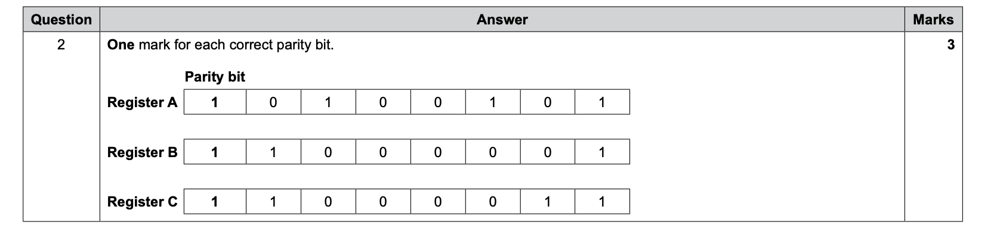 Question Answer Marks
2 One mark for each correct parity bit. 3
Parity bit
Register A 1 0 1 0 0 1 0 1
Register B 1 1 0 0 0 0 0 1
Register C 1 1 0 0 0 0 1 1